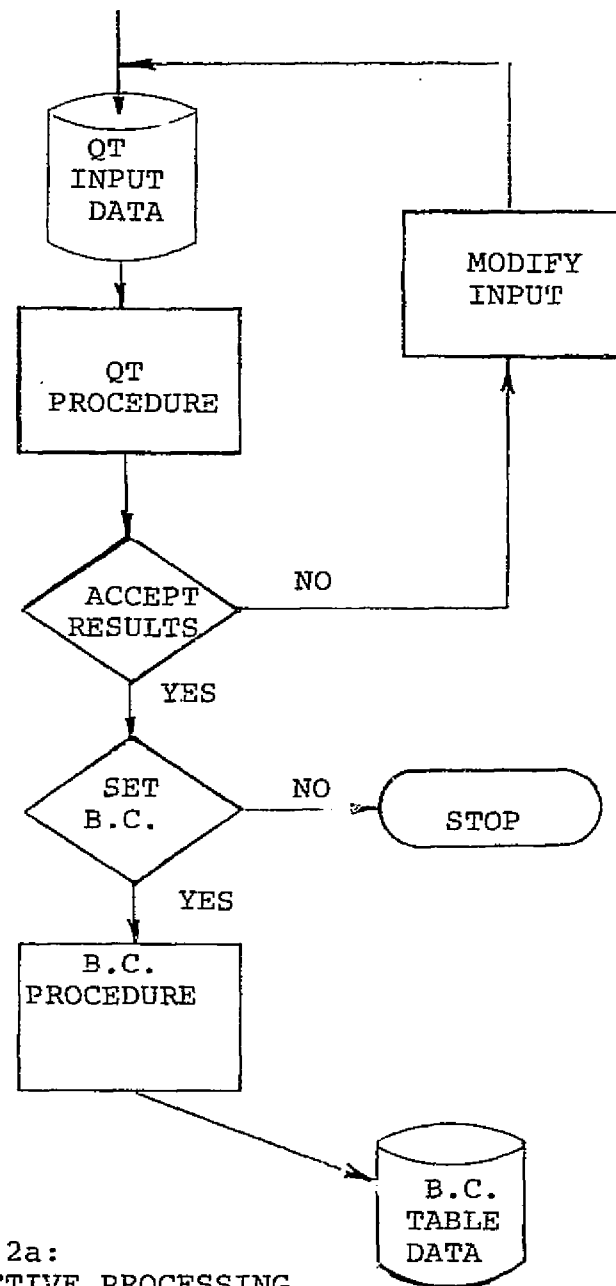 QT
INPUT
DATA
MODIFY
INPUT
QT
PROCEDURE
ACCEPT
RESULTS
NO
YES
SET
B.C.
NO
STOP
YES
B.C.
PROCEDURE
B.C.
TABLE
DATA
2a:
PROCESSING